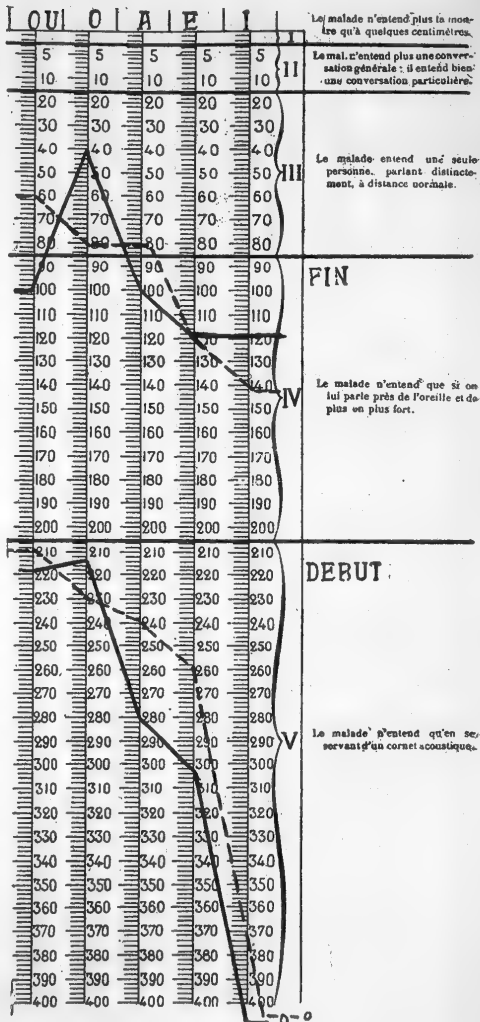 OU O A E I
Le malade n'entend plus la mon-
tre qu'à quelques centimètres.
I
5 5 5 5 5
10 10 10 10 10
II
Le mal. n'entend plus une conver-
sation générale ; il entend bien
une conversation particulière.
20 20 20 20 20
30 30 30 30 30
40 40 40 40 40
50 50 50 50 50
60 60 60 60 60
70 70 70 70 70
80 80 80 80 80
III
Le malade entend une seule
personne, parlant distincte-
ment, à distance normale.
FIN
90 90 90 90 90
100 100 100 100 100
110 110 110 110 110
120 120 120 120 120
130 130 130 130 130
140 140 140 140 140
150 150 150 150 150
160 160 160 160 160
170 170 170 170 170
180 180 180 180 180
190 190 190 190 190
200 200 200 200 200
IV
Le malade n'entend que si on
lui parle près de l'oreille et de
plus en plus fort.
DEBUT
210 210 210 210 210
220 220 220 220 220
230 230 230 230 230
240 240 240 240 240
250 250 250 250 250
260 260 260 260 260
270 270 270 270 270
280 280 280 280 280
290 290 290 290 290
300 300 300 300 300
310 310 310 310 310
320 320 320 320 320
330 330 330 330 330
340 340 340 340 340
350 350 350 350 350
360 360 360 360 360
370 370 370 370 370
380 380 380 380 380
390 390 390 390 390
400 400 400 400 400
V
Le malade n'entend qu'en se
servant d'un cornet acoustique.